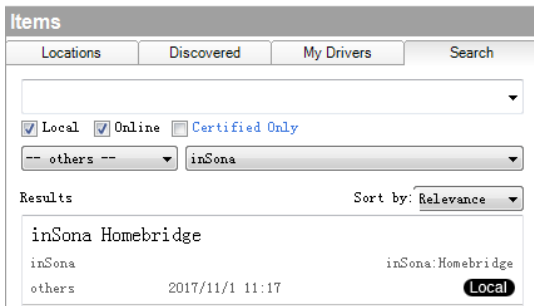 Items
Locations Discovered My Drivers Search
Local Online Certified Only
-- others -- inSona
Results Sort by: Relevance
inSona Homebridge
inSona inSona:Homebridge
others 2017/11/1 11:17 Local